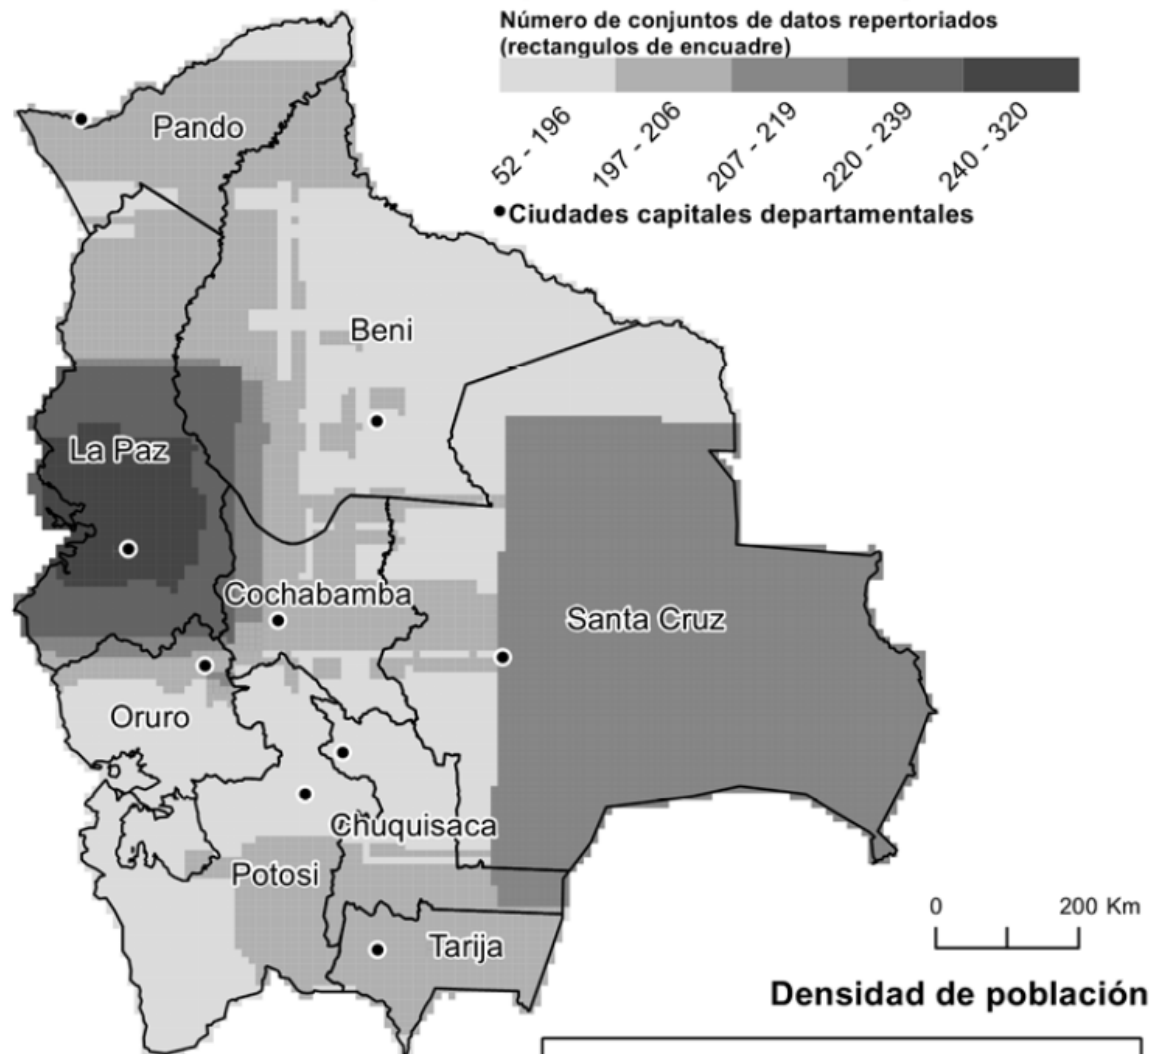 Número de conjuntos de datos repertoriados
(rectangulos de encuadre)
52 - 196
197 - 206
207 - 219
220 - 239
240 - 320
Ciudades capitales departamentales
Pando
Beni
La Paz
Cochabamba
Santa Cruz
Oruro
Chuquisaca
Potosi
Tarija
0 200 Km
Densidad de población